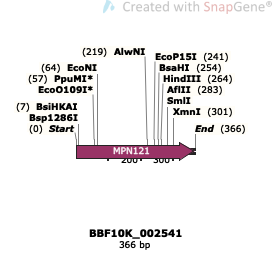 Created with SnapGene®
(219) AlwNI
EcoP15I (241)
(64) EcoNI
BsaHI (254)
(57) PpuMI*
HindIII (264)
EcoO109I*
AflII (283)
(7) BsiHKAI
SmlI
Bsp1286I
XmnI (301)
(0) Start
End (366)
MPN121
200
300
BBF10K_002541
366 bp